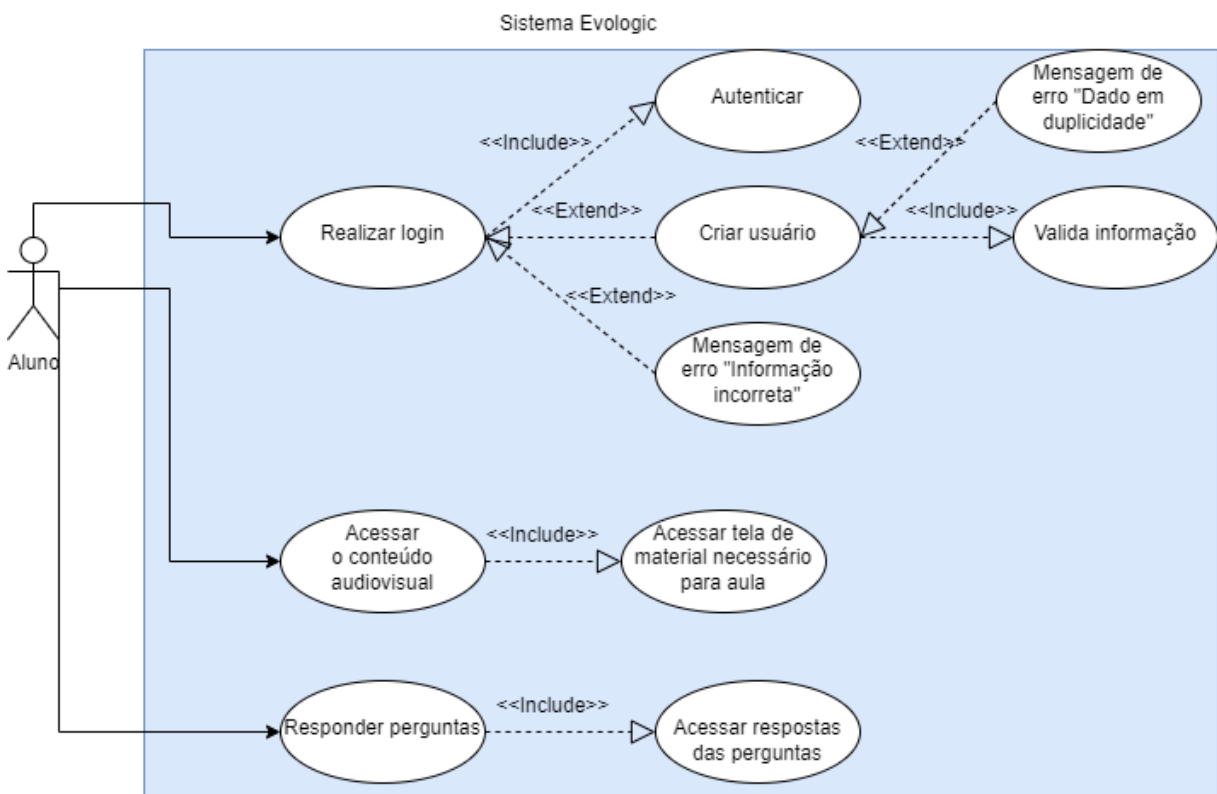 Sistema Evologic
Autenticar
Mensagem de
erro "Dado em
duplicidade"
<<Include>>
<<Extend>>
Realizar login
<<Extend>>
Criar usuário
<<Include>>
Valida informação
<<Extend>>
Mensagem de
erro "Informação
incorreta"
Aluno
Acessar
o conteúdo
audiovisual
<<Include>>
Acessar tela de
material necessário
para aula
Responder perguntas
<<Include>>
Acessar respostas
das perguntas